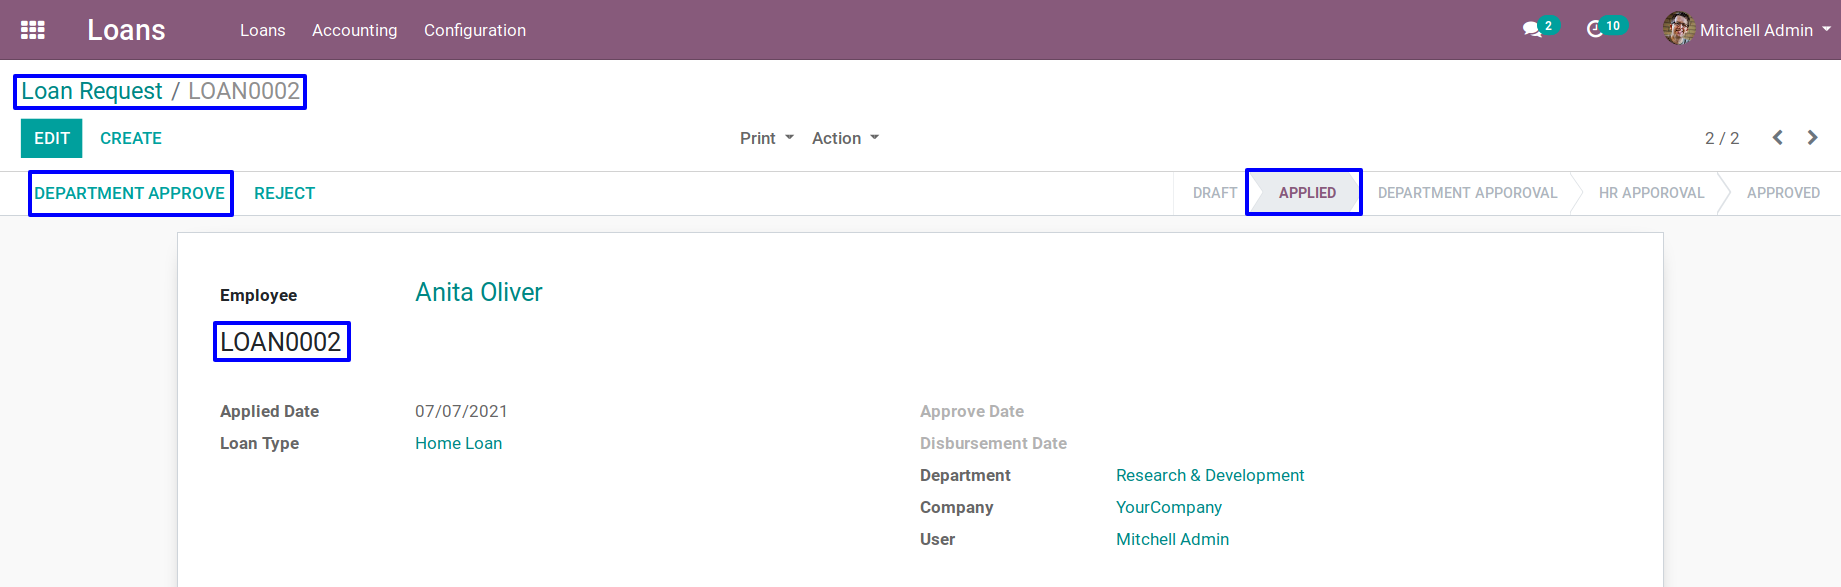 Loans Loans Accounting Configuration 2 10 Mitchell Admin
Loan Request / LOAN0002
EDIT CREATE Print Action 2 / 2
DEPARTMENT APPROVE REJECT DRAFT APPLIED DEPARTMENT APPOROVAL HR APPOROVAL APPROVED
Employee Anita Oliver
LOAN0002
Applied Date 07/07/2021 Approve Date
Loan Type Home Loan Disbursement Date
Department Research & Development
Company YourCompany
User Mitchell Admin